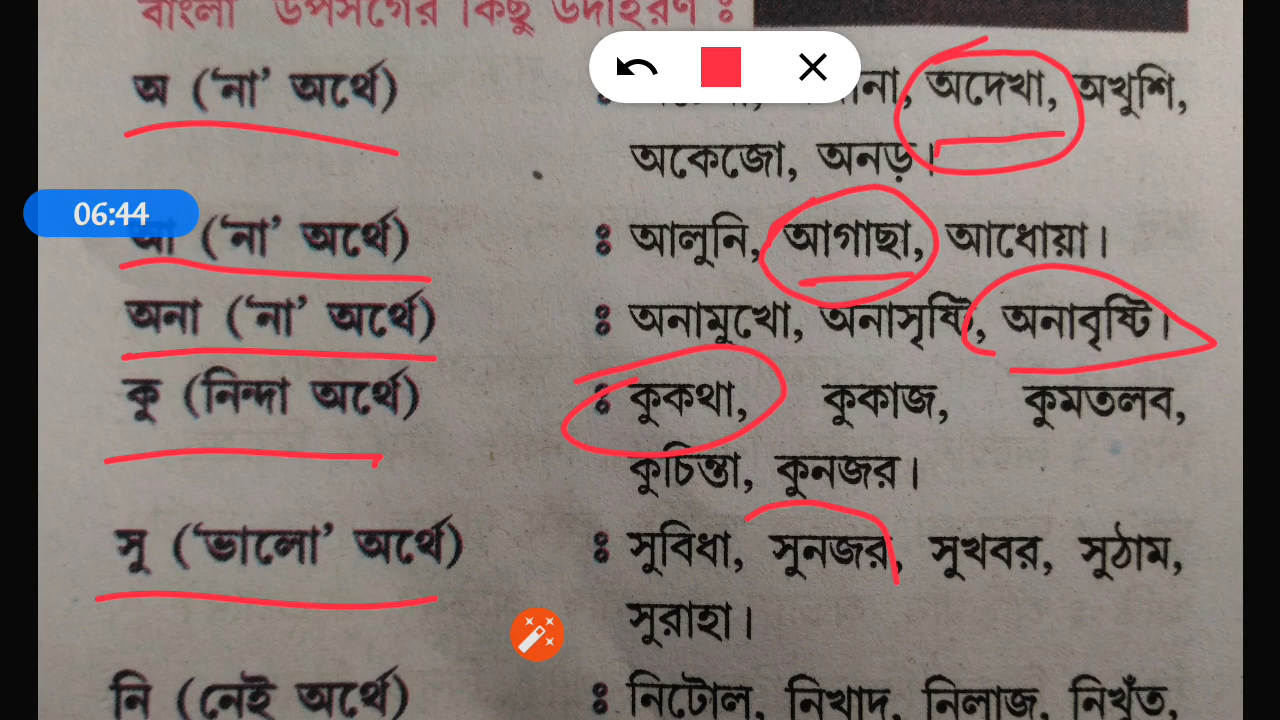 বাংলা উপসর্গের কিছু উদাহরণ :
অ ('না' অর্থে) : অদেখা, অখুশি,
অকেজো, অনড়।
06:44
আ ('না' অর্থে) : আলুনি, আগাছা, আধোয়া।
অনা ('না' অর্থে) : অনামুখো, অনাসৃষ্টি, অনাবৃষ্টি।
কু (নিন্দা অর্থে) : কুকথা, কুকাজ, কুমতলব,
কুচিন্তা, কুনজর।
সু ('ভালো' অর্থে) : সুবিধা, সুনজর, সুখবর, সুঠাম,
সুরাহা।
নি (নেই অর্থে) : নিটোল, নিখাদ, নিলাজ, নিখুঁত,